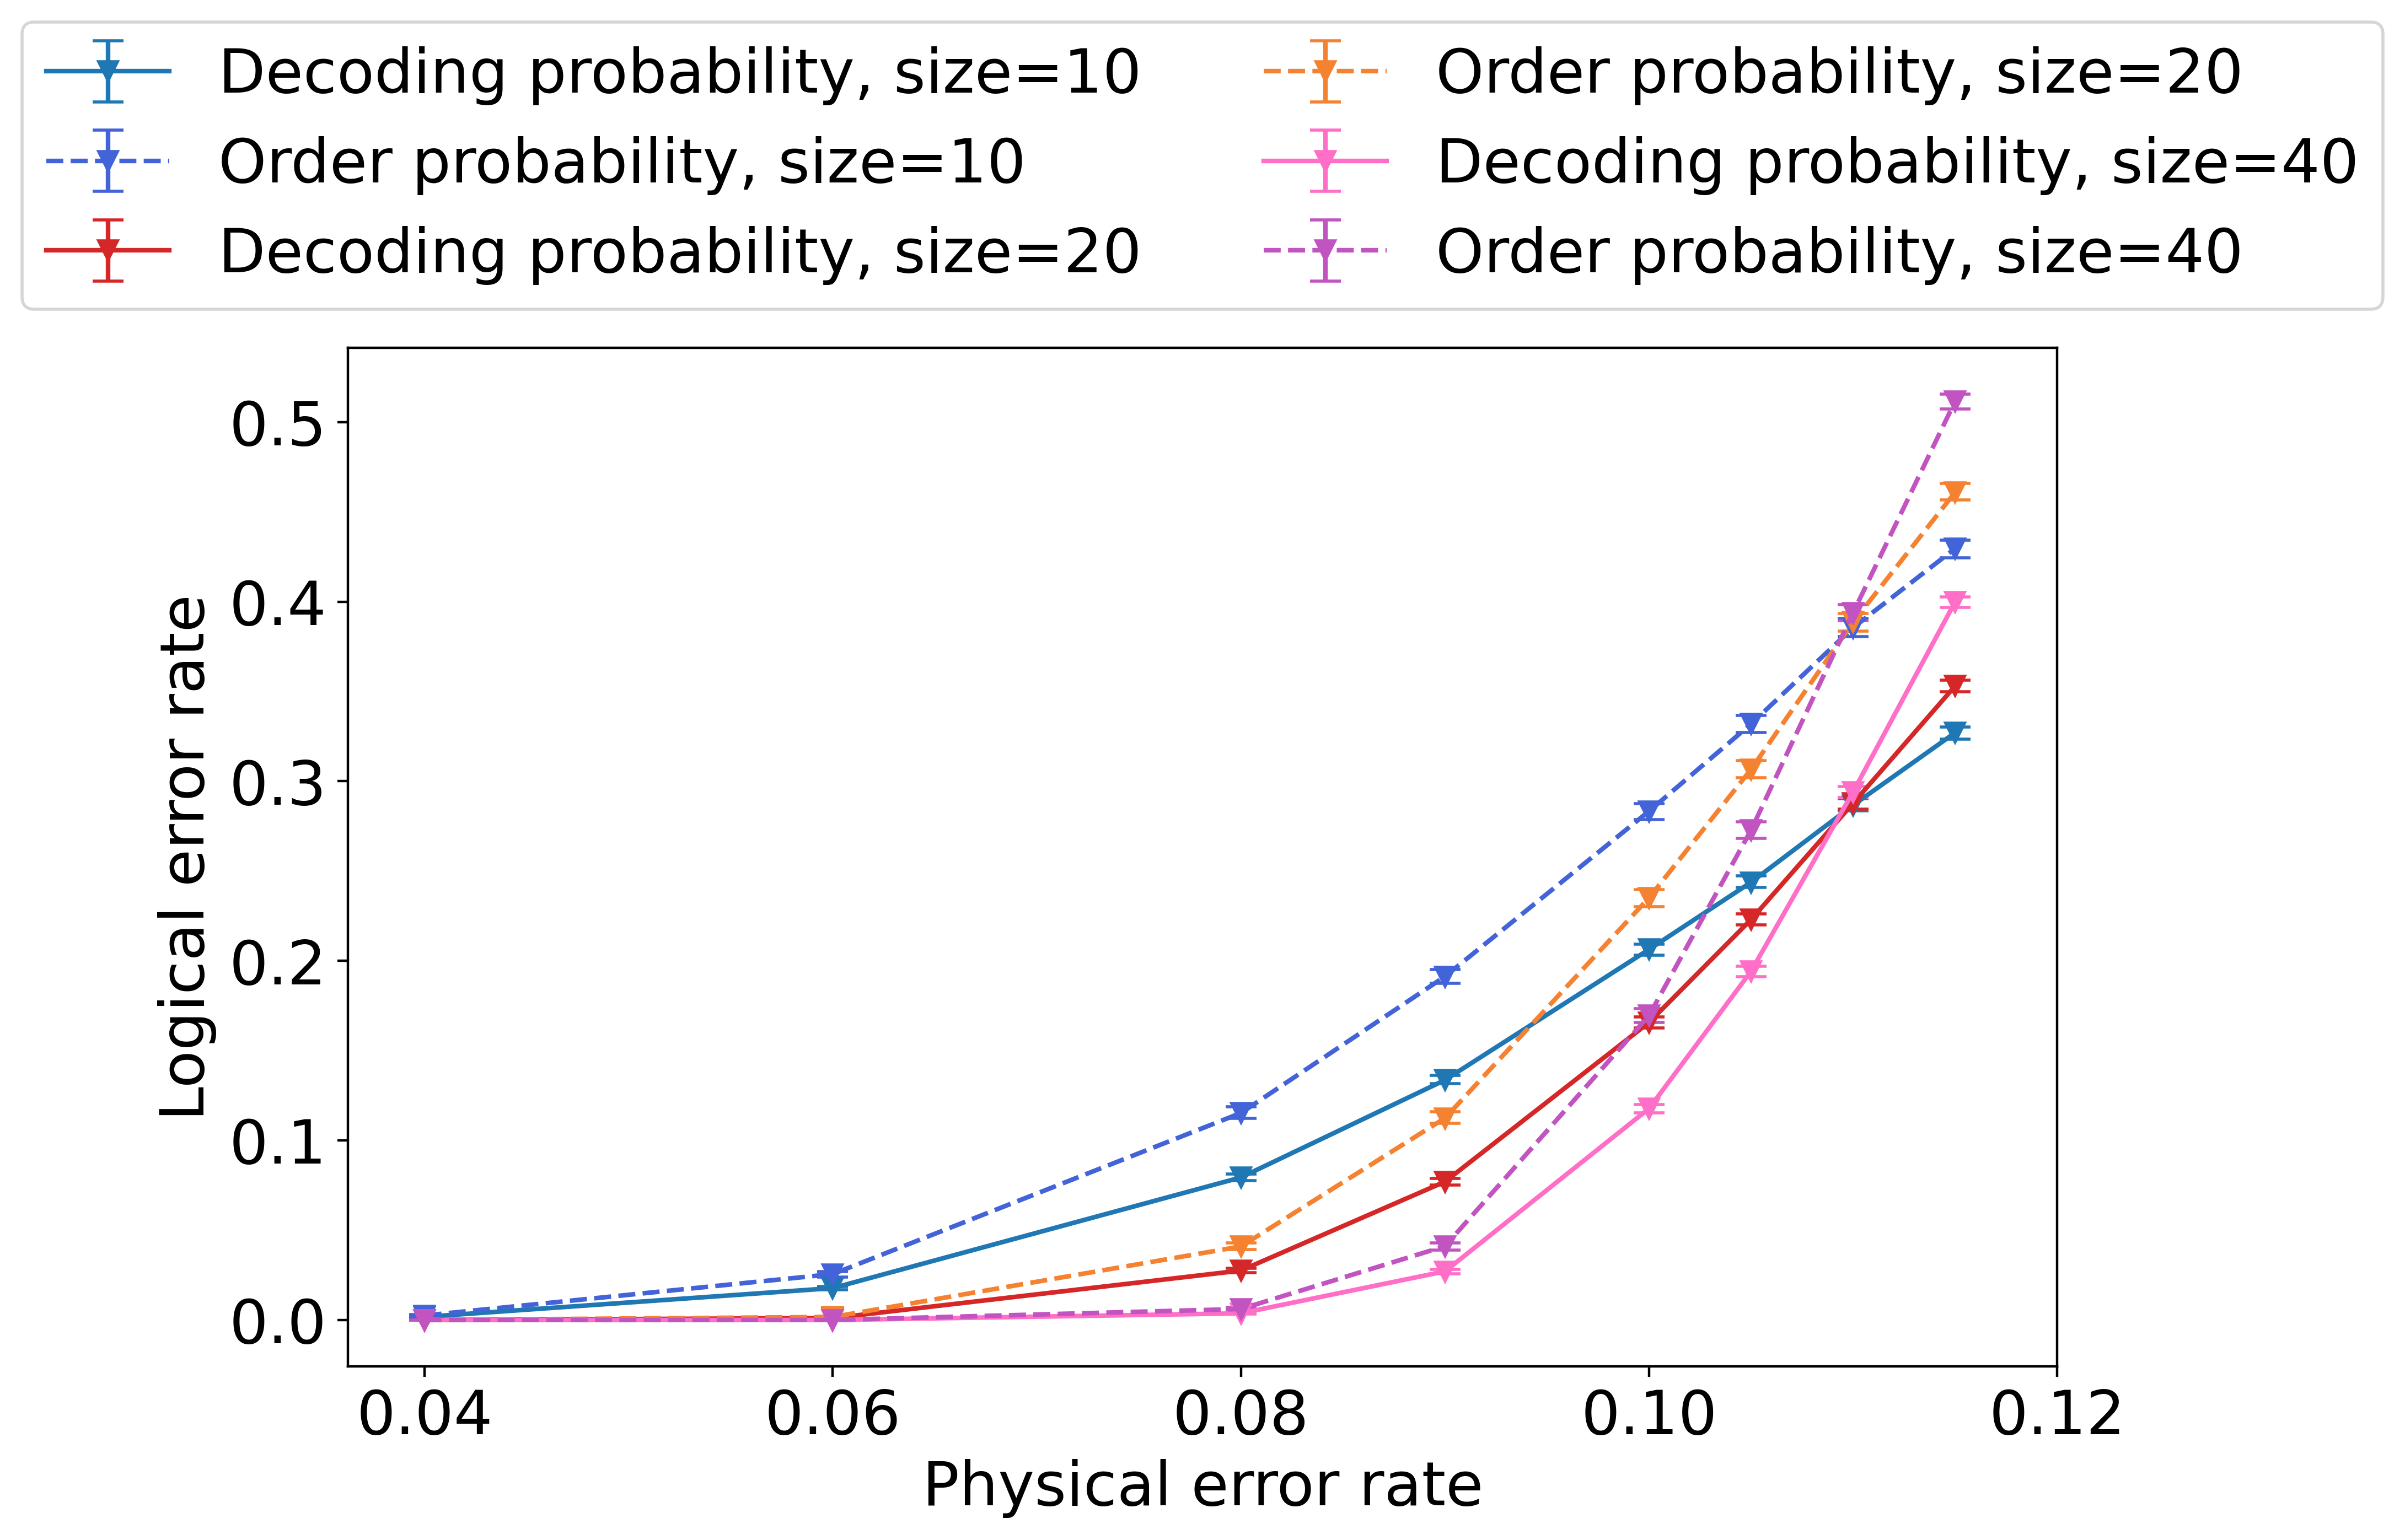 Decoding probability, size=10
Order probability, size=10
Decoding probability, size=20
Order probability, size=20
Decoding probability, size=40
Order probability, size=40
0.5
0.4
0.3
0.2
0.1
0.0
Logical error rate
0.04 0.06 0.08 0.10 0.12
Physical error rate